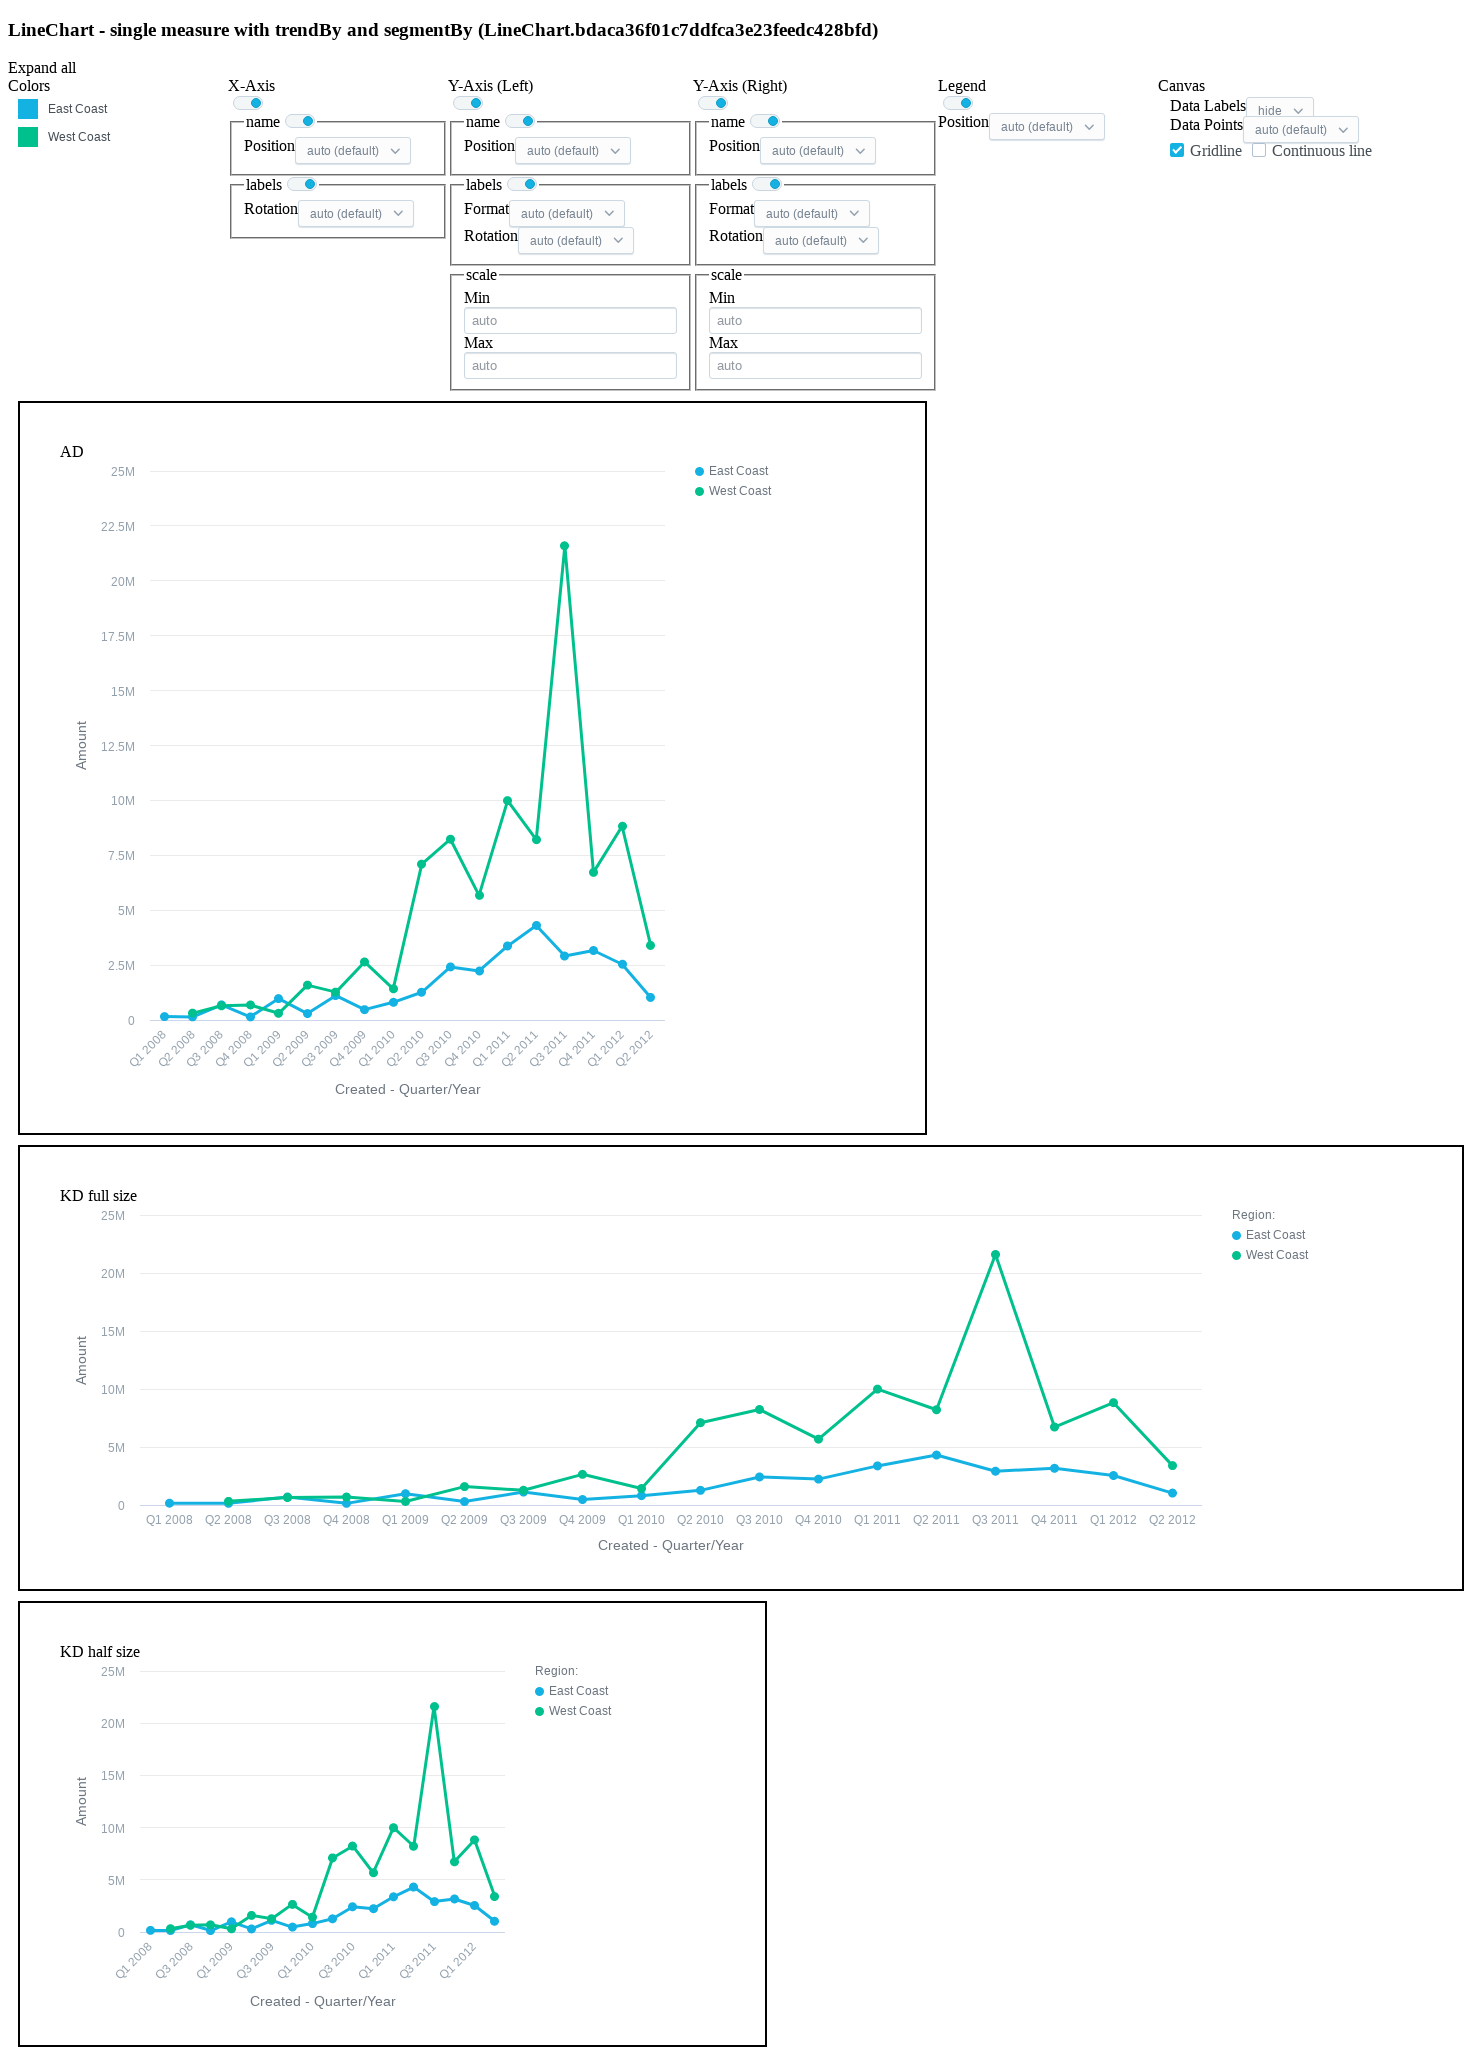 LineChart - single measure with trendBy and segmentBy (LineChart.bdaca36f01c7ddfca3e23feedc428bfd)
Expand all
Colors
East Coast
West Coast
X-Axis
name
Position auto (default)
labels
Rotation auto (default)
Y-Axis (Left)
name
Position auto (default)
labels
Format auto (default)
Rotation auto (default)
scale
Min
auto
Max
auto
Y-Axis (Right)
name
Position auto (default)
labels
Format auto (default)
Rotation auto (default)
scale
Min
auto
Max
auto
Legend
Position auto (default)
Canvas
Data Labels hide
Data Points auto (default)
Gridline Continuous line
AD
25M
22.5M
20M
17.5M
15M
12.5M
10M
7.5M
5M
2.5M
0
Amount
Q1 2008
Q2 2008
Q3 2008
Q4 2008
Q1 2009
Q2 2009
Q3 2009
Q4 2009
Q1 2010
Q2 2010
Q3 2010
Q4 2010
Q1 2011
Q2 2011
Q3 2011
Q4 2011
Q1 2012
Q2 2012
Created - Quarter/Year
East Coast
West Coast
KD full size
25M
20M
15M
10M
5M
0
Amount
Q1 2008 Q2 2008 Q3 2008 Q4 2008 Q1 2009 Q2 2009 Q3 2009 Q4 2009 Q1 2010 Q2 2010 Q3 2010 Q4 2010 Q1 2011 Q2 2011 Q3 2011 Q4 2011 Q1 2012 Q2 2012
Created - Quarter/Year
Region:
East Coast
West Coast
KD half size
25M
20M
15M
10M
5M
0
Amount
Q1 2008
Q3 2008
Q1 2009
Q3 2009
Q1 2010
Q3 2010
Q1 2011
Q3 2011
Q1 2012
Created - Quarter/Year
Region:
East Coast
West Coast